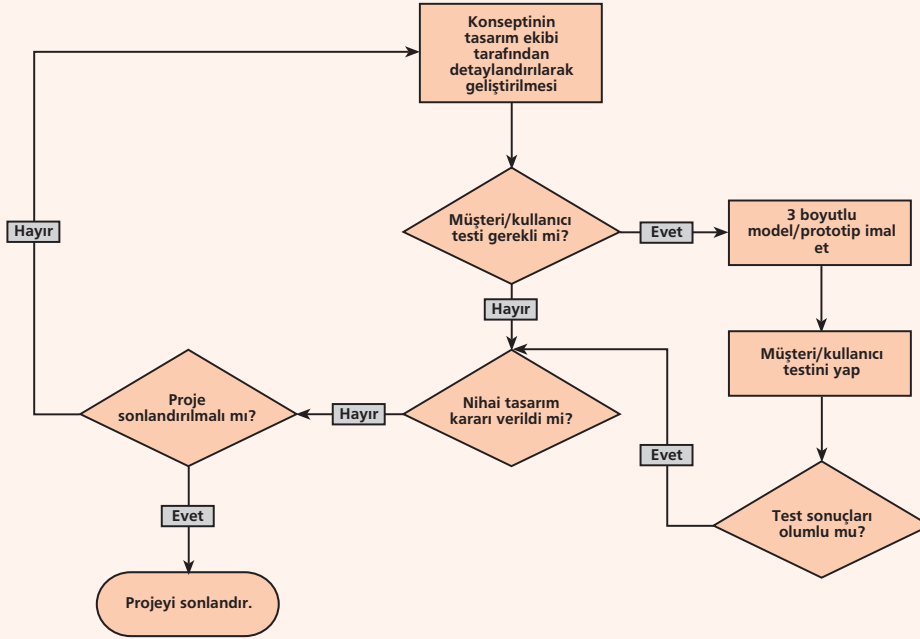 Konseptinin
tasarım ekibi
tarafından
detaylandırılarak
geliştirilmesi
Müşteri/kullanıcı
testi gerekli mi?
Evet
3 boyutlu
model/prototip imal
et
Hayır
Hayır
Müşteri/kullanıcı
testini yap
Proje
sonlandırılmalı mı?
Hayır
Nihai tasarım
kararı verildi mi?
Evet
Evet
Test sonuçları
olumlu mu?
Projeyi sonlandır.